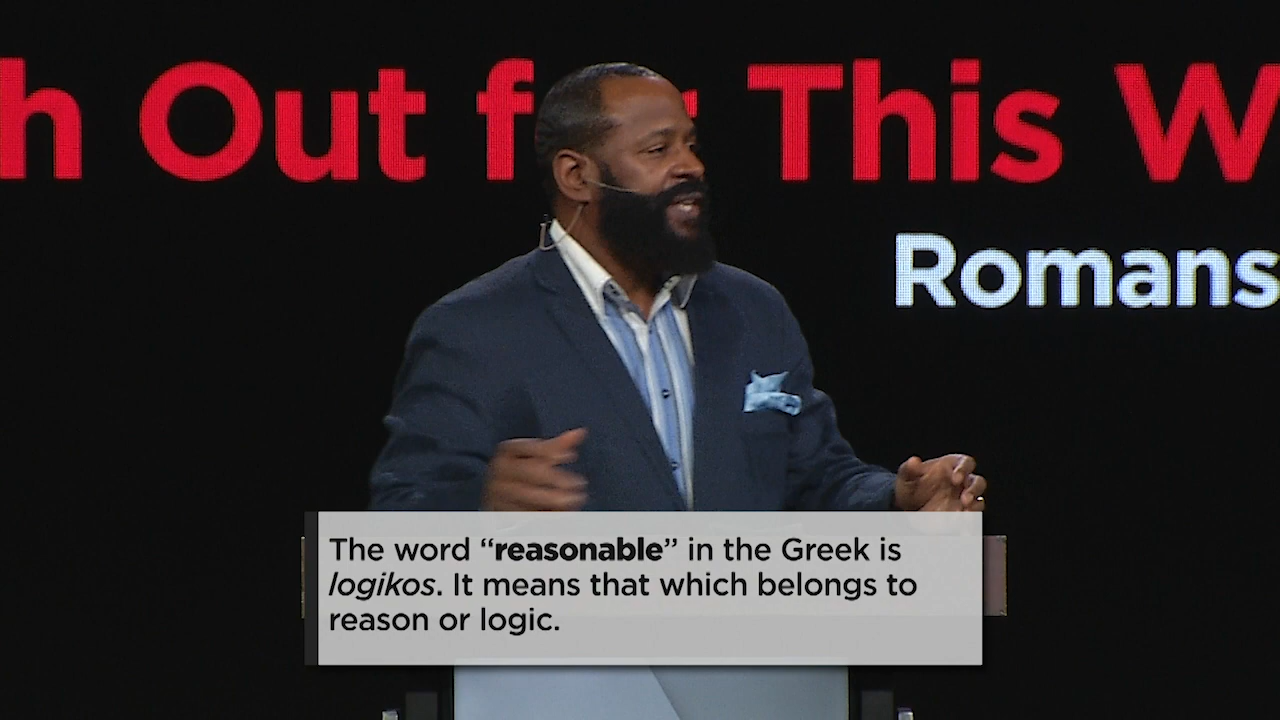 h Out for This W
Romans
The word “reasonable” in the Greek is
logikos. It means that which belongs to
reason or logic.